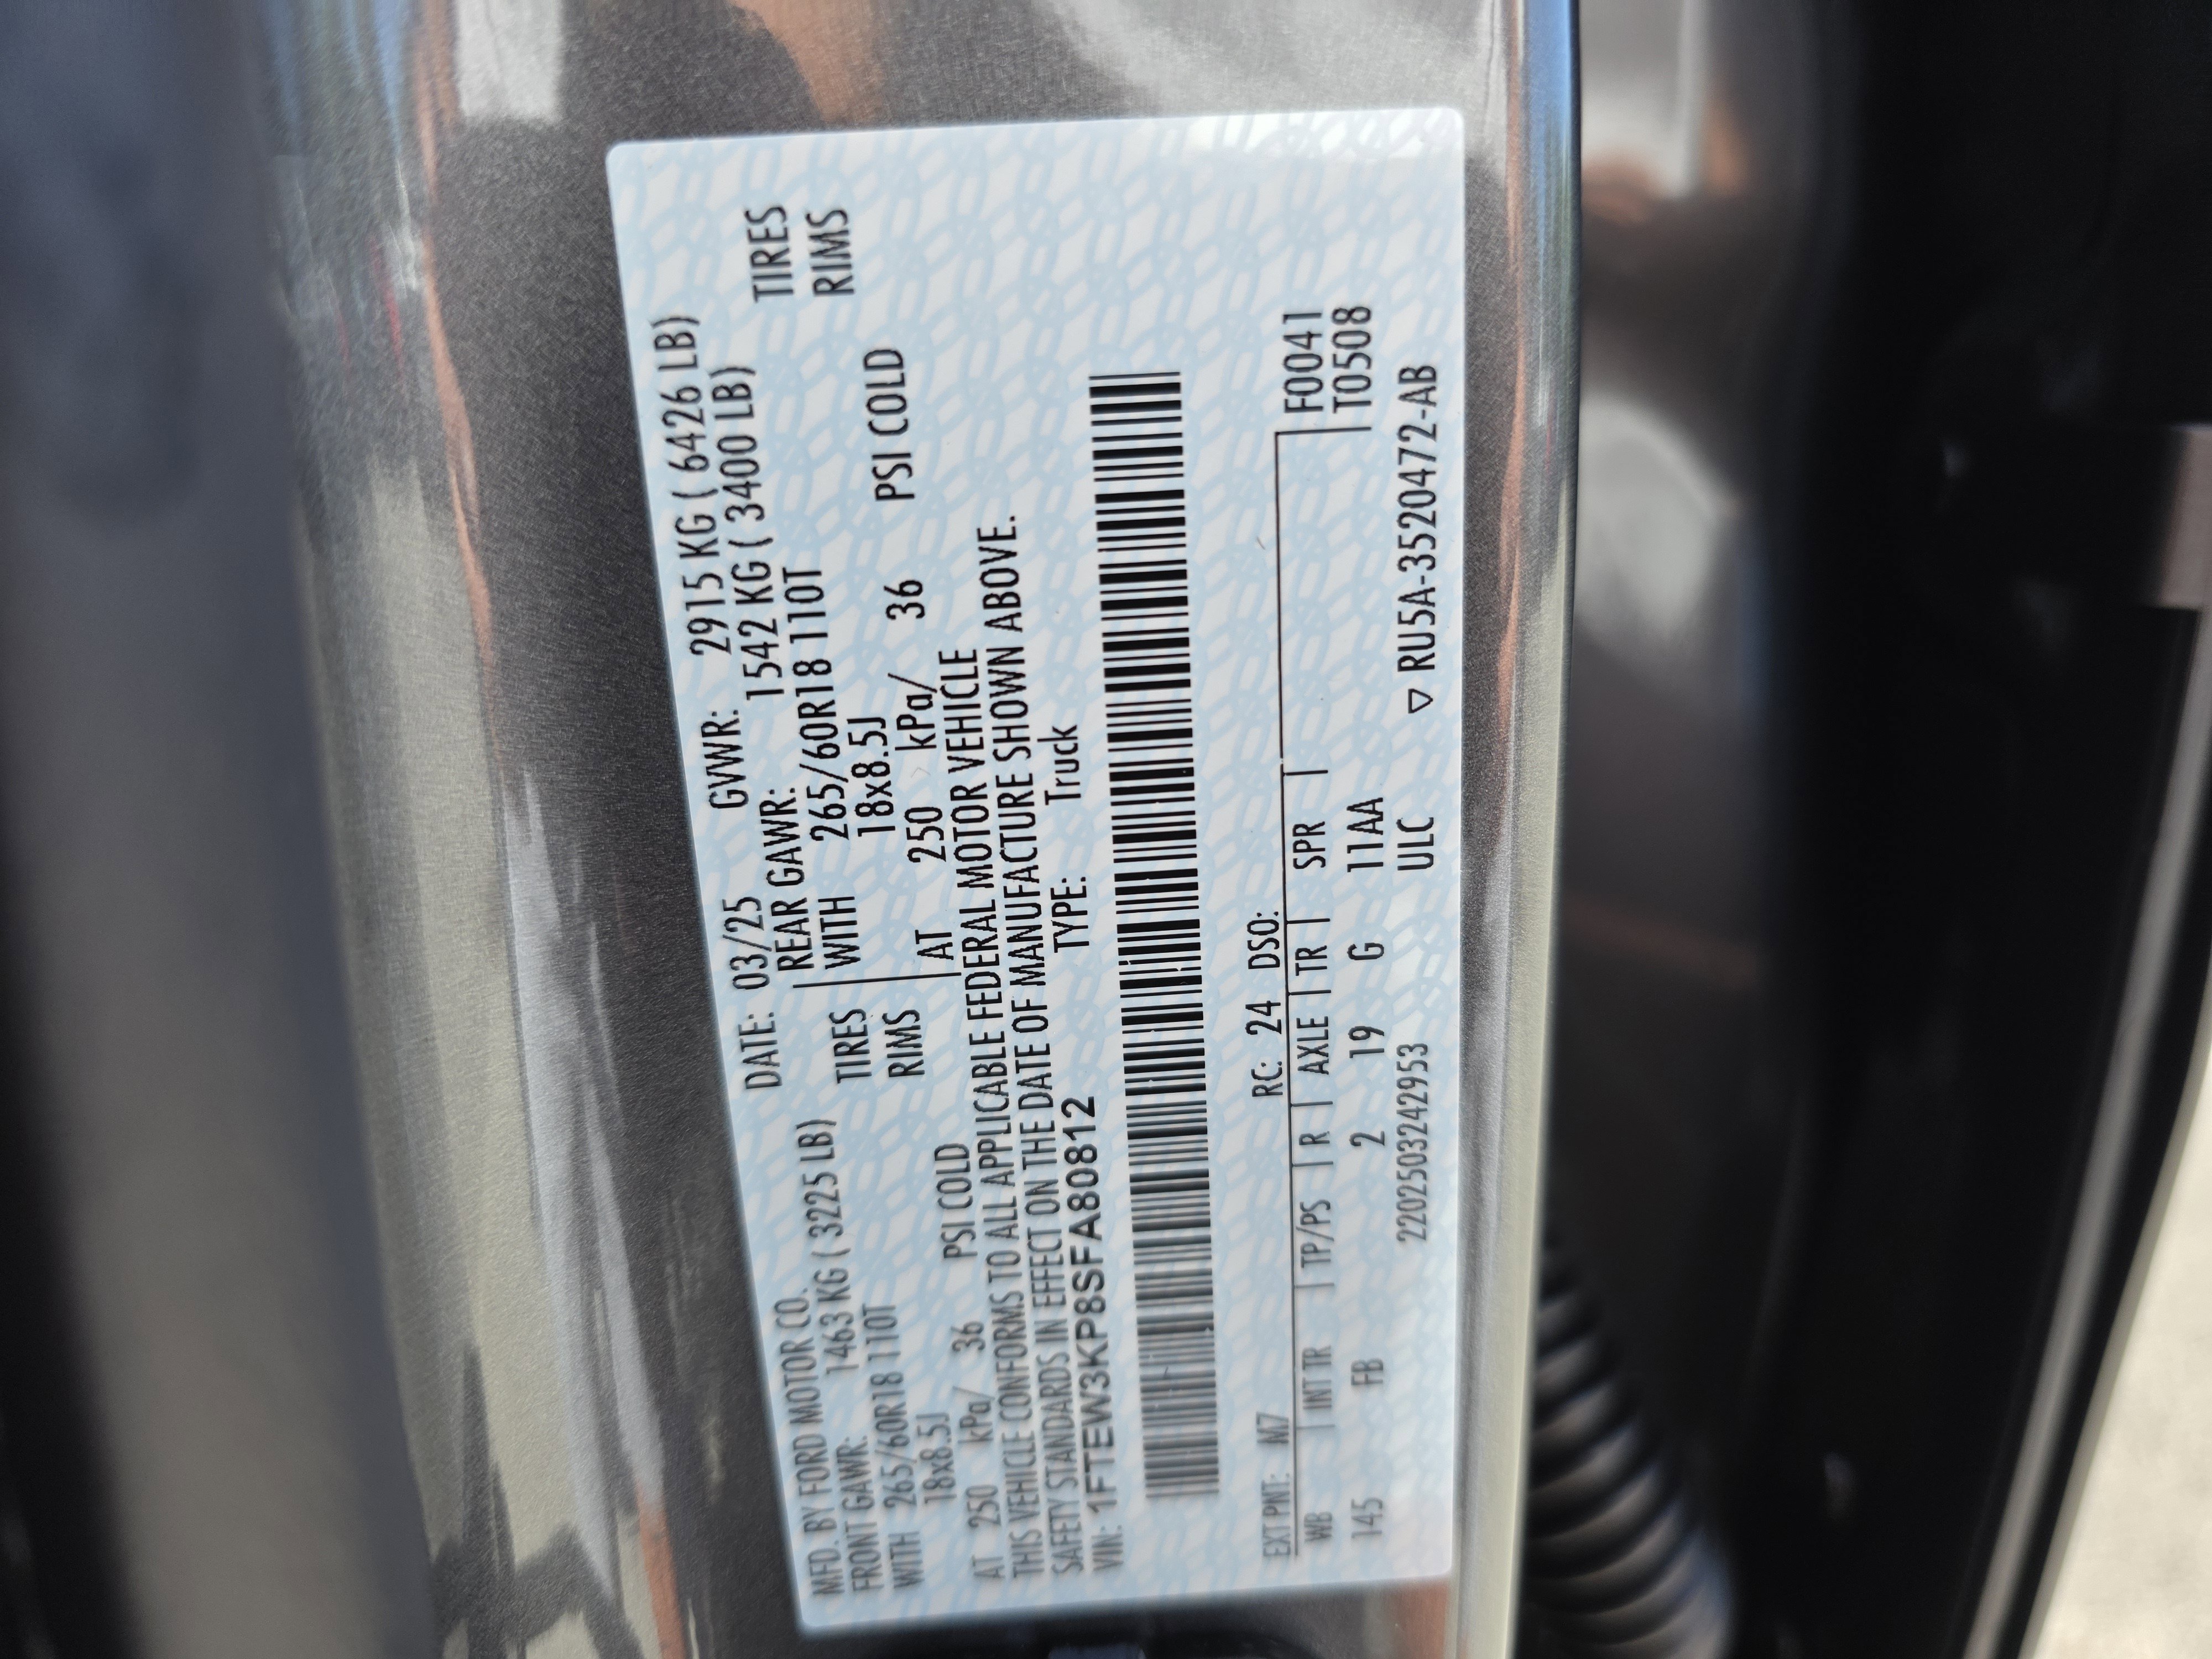 MFD. BY FORD MOTOR CO. DATE: 03/25 GVWR: 2915 KG ( 6426 LB)
FRONT GAWR: 1463 KG ( 3225 LB) REAR GAWR: 1542 KG ( 3400 LB)
WITH 265/60R18 110T TIRES WITH 265/60R18 110T TIRES
18x8.5J RIMS 18x8.5J RIMS
AT 250 kPa/ 36 PSI COLD AT 250 kPa/ 36 PSI COLD
THIS VEHICLE CONFORMS TO ALL APPLICABLE FEDERAL MOTOR VEHICLE
SAFETY STANDARDS IN EFFECT ON THE DATE OF MANUFACTURE SHOWN ABOVE.
VIN: 1FTEW3KP8SFA80812 TYPE: Truck
EXT PNT: M7 RC: 24 DSO:
WB | INT TR | TP/PS | R | AXLE | TR | SPR | F0041
145 FB 2 19 G 11AA T0508
220250324295​3 ULC ▽ RU5A-3520472-AB